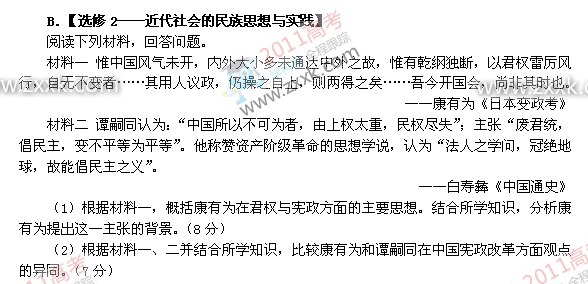 B.【选修 2——近代社会的民族思想与实践】
阅读下列材料，回答问题。
材料一 惟中国风气未开，内外大小多未通达中外之故，惟有乾纲独断，以君权雷厉风
行，自无不变者……其用人议政，仍操之自上，则两得之矣……吾今开国会，尚非其时也。
——康有为《日本变政考》
材料二 谭嗣同认为：“中国所以不可为者，由上权太重，民权尽失”；主张“废君统，
倡民主，变不平等为平等”。他称赞资产阶级革命的思想学说，认为“法人之学问，冠绝地
球，故能倡民主之义”。
——白寿彝《中国通史》
（1）根据材料一，概括康有为在君权与宪政方面的主要思想。结合所学知识，分析康
有为提出这一主张的背景。（8 分）
（2）根据材料一、二并结合所学知识，比较康有为和谭嗣同在中国宪政改革方面观点
的异同。（7 分）
2011高考
全程跟踪
www.zxxk.com